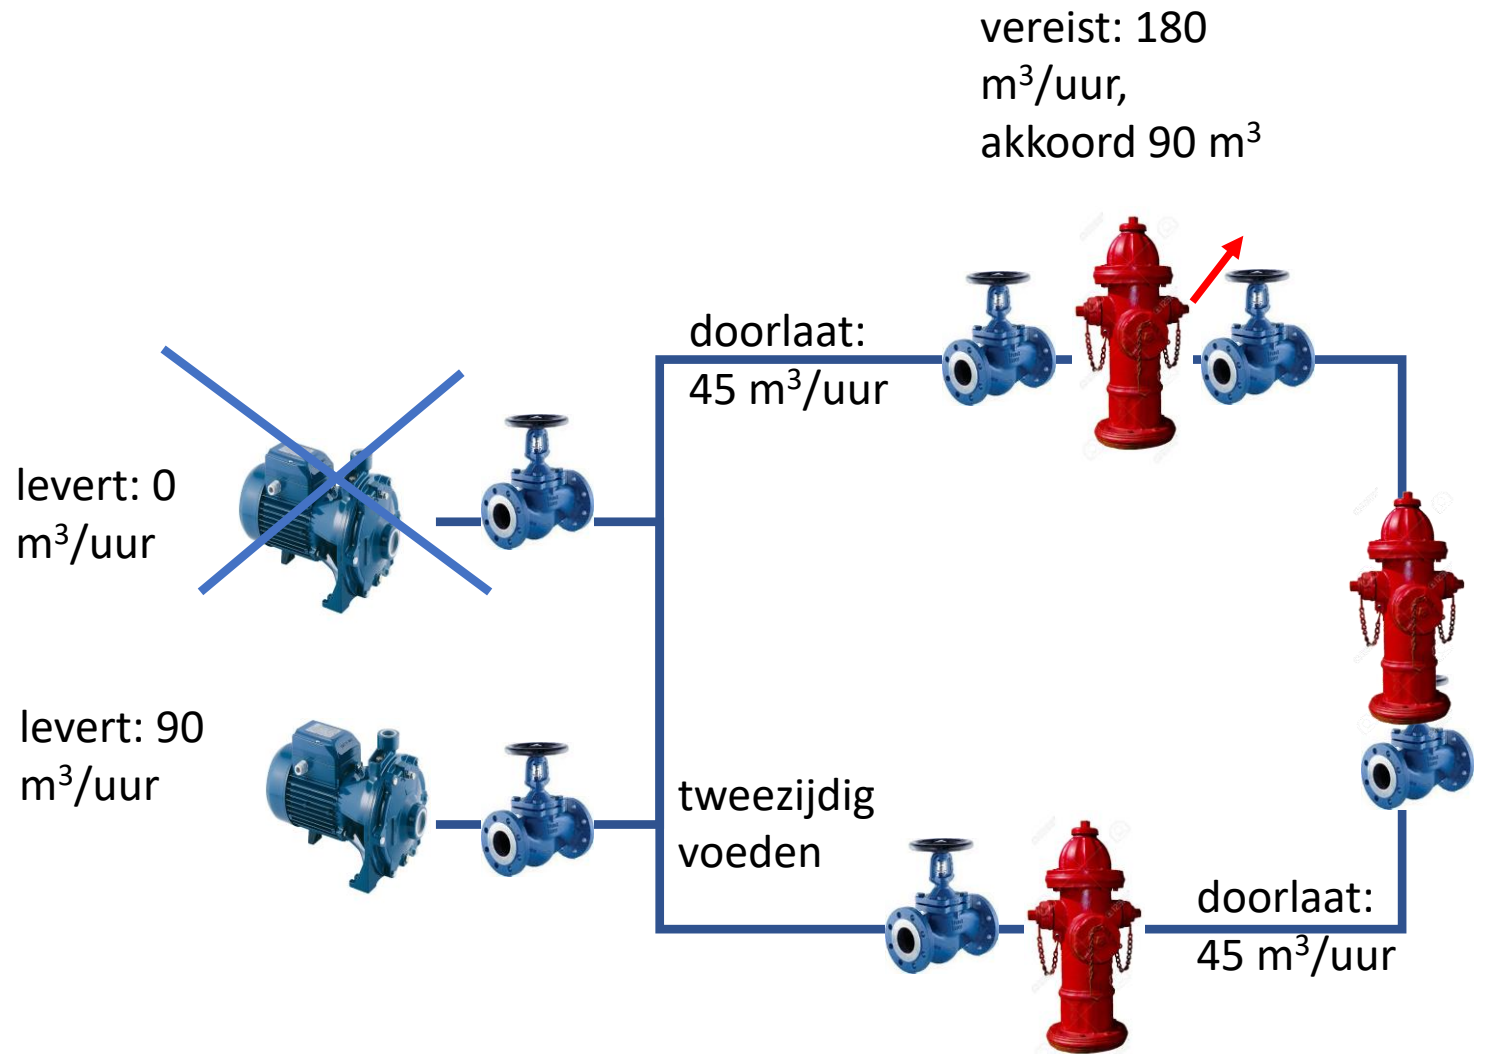 vereist: 180
m³/uur,
akkoord 90 m³
doorlaat:
45 m³/uur
levert: 0
m³/uur
levert: 90
m³/uur
tweezijdig
voeden
doorlaat:
45 m³/uur